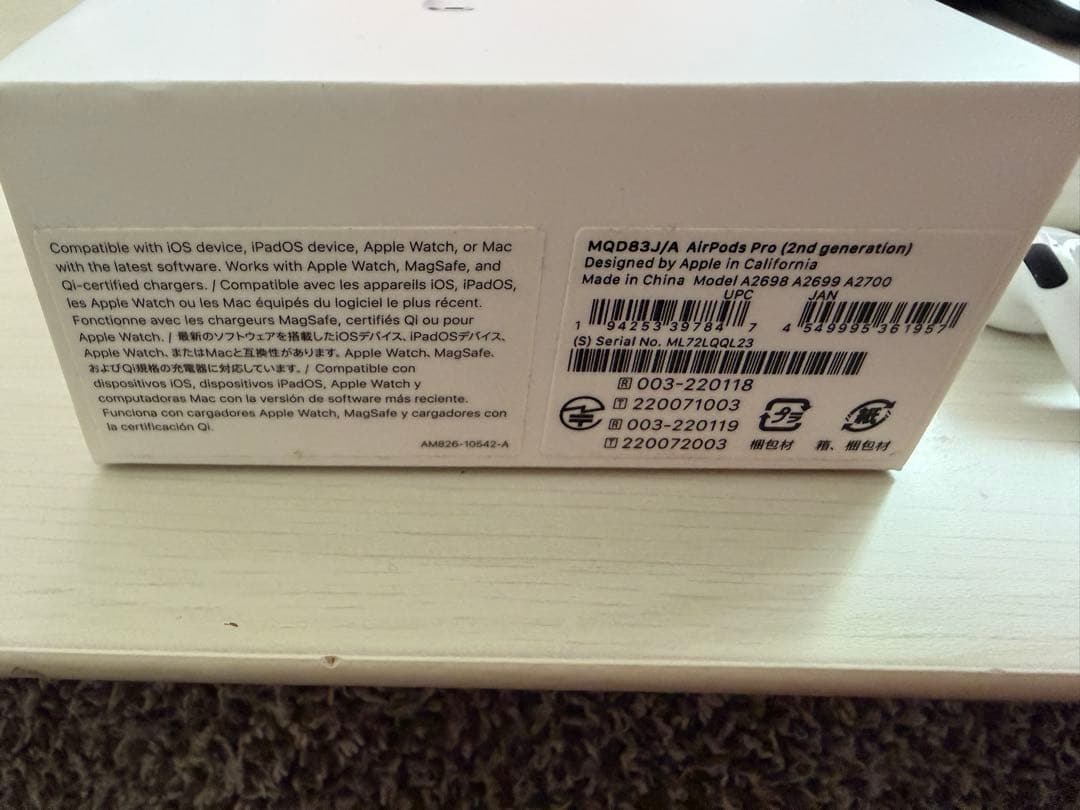 Compatible with iOS device, iPadOS device, Apple Watch, or Mac
with the latest software. Works with Apple Watch, MagSafe, and
Qi-certified chargers. / Compatible avec les appareils iOS, iPadOS,
les Apple Watch ou les Mac équipés du logiciel le plus récent.
Fonctionne avec les chargeurs MagSafe, certifiés Qi ou pour
Apple Watch. / 最新のソフトウェアを搭載したiOSデバイス、iPadOSデバイス、
Apple Watch、またはMacと互換性があります。Apple Watch、MagSafe、
およびQi規格の充電器に対応しています。/ Compatible con
dispositivos iOS, dispositivos iPadOS, Apple Watch y
computadoras Mac con la versión de software más reciente.
Funciona con cargadores Apple Watch, MagSafe y cargadores con
la certificación Qi.
AM826-10542-A
MQD83J/A AirPods Pro (2nd generation)
Designed by Apple in California
Made in China Model A2698 A2699 A2700
UPC JAN
1 94253 39784 7 4 549995 361957
(S) Serial No. ML72LQQL23
R 003-220118
T 220071003
R 003-220119
T 220072003
プラ
紙
梱包材 箱、梱包材